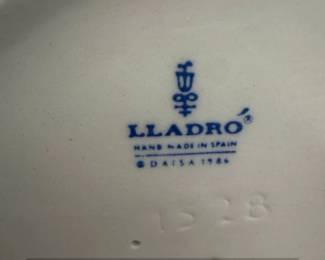 LLADRÓ®
HAND MADE IN SPAIN
© DAISA 1986
1528